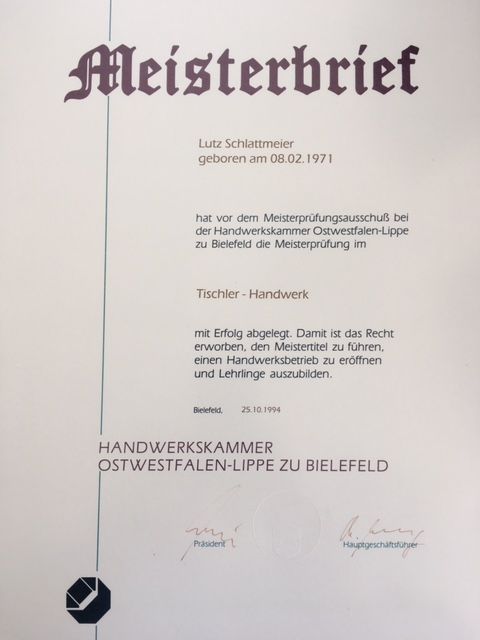 Meisterbrief
Lutz Schlattmeier
geboren am 08.02.1971
hat vor dem Meisterprüfungsausschuß bei
der Handwerkskammer Ostwestfalen-Lippe
zu Bielefeld die Meisterprüfung im
Tischler - Handwerk
mit Erfolg abgelegt. Damit ist das Recht
erworben, den Meistertitel zu führen,
einen Handwerksbetrieb zu eröffnen
und Lehrlinge auszubilden.
Bielefeld, 25.10.1994
HANDWERKSKAMMER
OSTWESTFALEN-LIPPE ZU BIELEFELD
Präsident Hauptgeschäftsführer